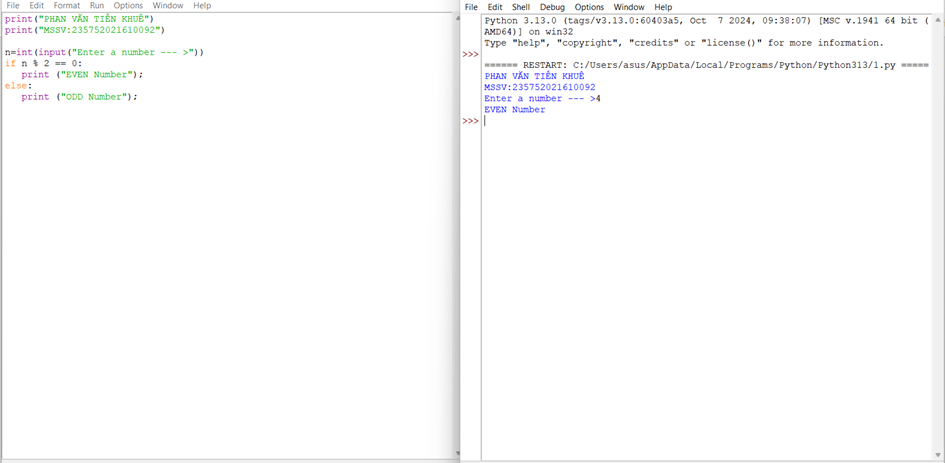 File Edit Format Run Options Window Help
print("PHAN VĂN TIẾN KHUÊ")
print("MSSV:235752021610092")
n=int(input("Enter a number --- >"))
if n % 2 == 0:
   print ("EVEN Number");
else:
   print ("ODD Number");
File Edit Shell Debug Options Window Help
Python 3.13.0 (tags/v3.13.0:60403a5, Oct  7 2024, 09:38:07) [MSC v.1941 64 bit (
AMD64)] on win32
Type "help", "copyright", "credits" or "license()" for more information.
>>>
====== RESTART: C:/Users/asus/AppData/Local/Programs/Python/Python313/1.py =====
PHAN VĂN TIẾN KHUÊ
MSSV:235752021610092
Enter a number --- >4
EVEN Number
>>>